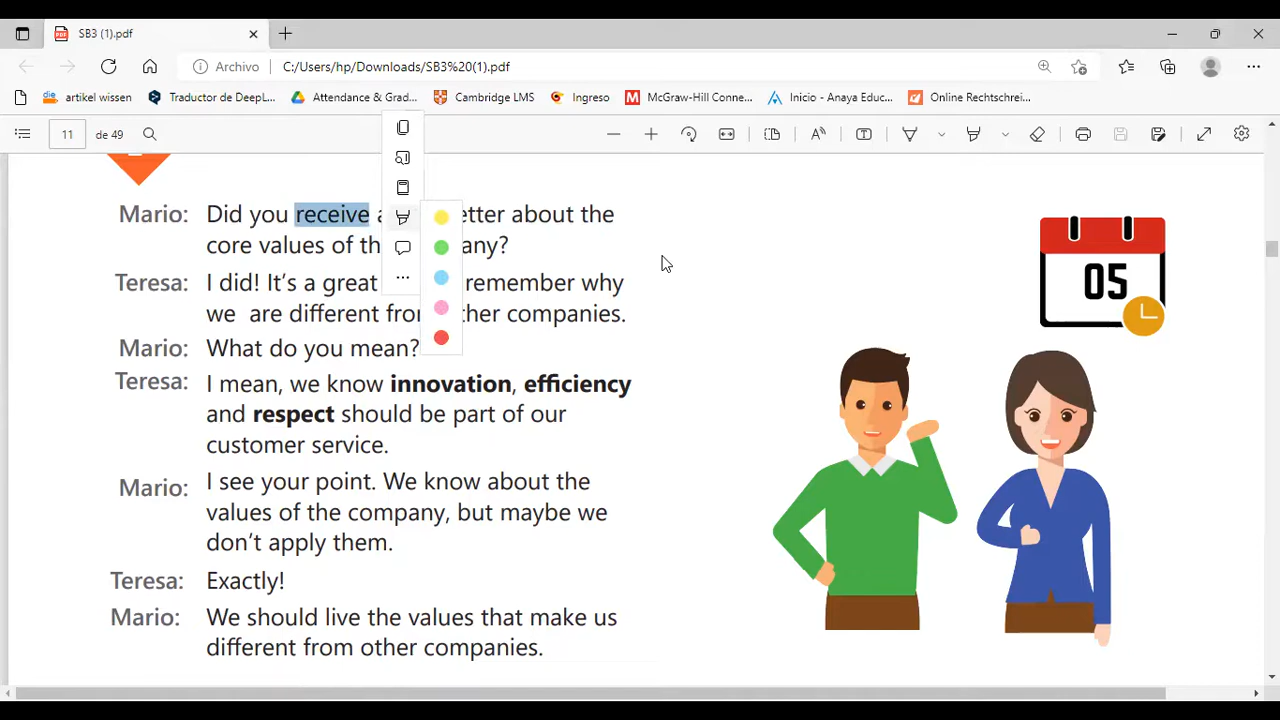 SB3 (1).pdf
Archivo C:/Users/hp/Downloads/SB3%20(1).pdf
die. artikel wissen Traductor de DeepL... Attendance & Grad... Cambridge LMS Ingreso McGraw-Hill Conne... Inicio - Anaya Educ... Online Rechtschrei...
11 de 49
Mario: Did you receive a etter about the
core values of th any?
Teresa: I did! It's a great remember why
we are different fro ther companies.
Mario: What do you mean?
Teresa: I mean, we know innovation, efficiency
and respect should be part of our
customer service.
Mario: I see your point. We know about the
values of the company, but maybe we
don't apply them.
Teresa: Exactly!
Mario: We should live the values that make us
different from other companies.
05